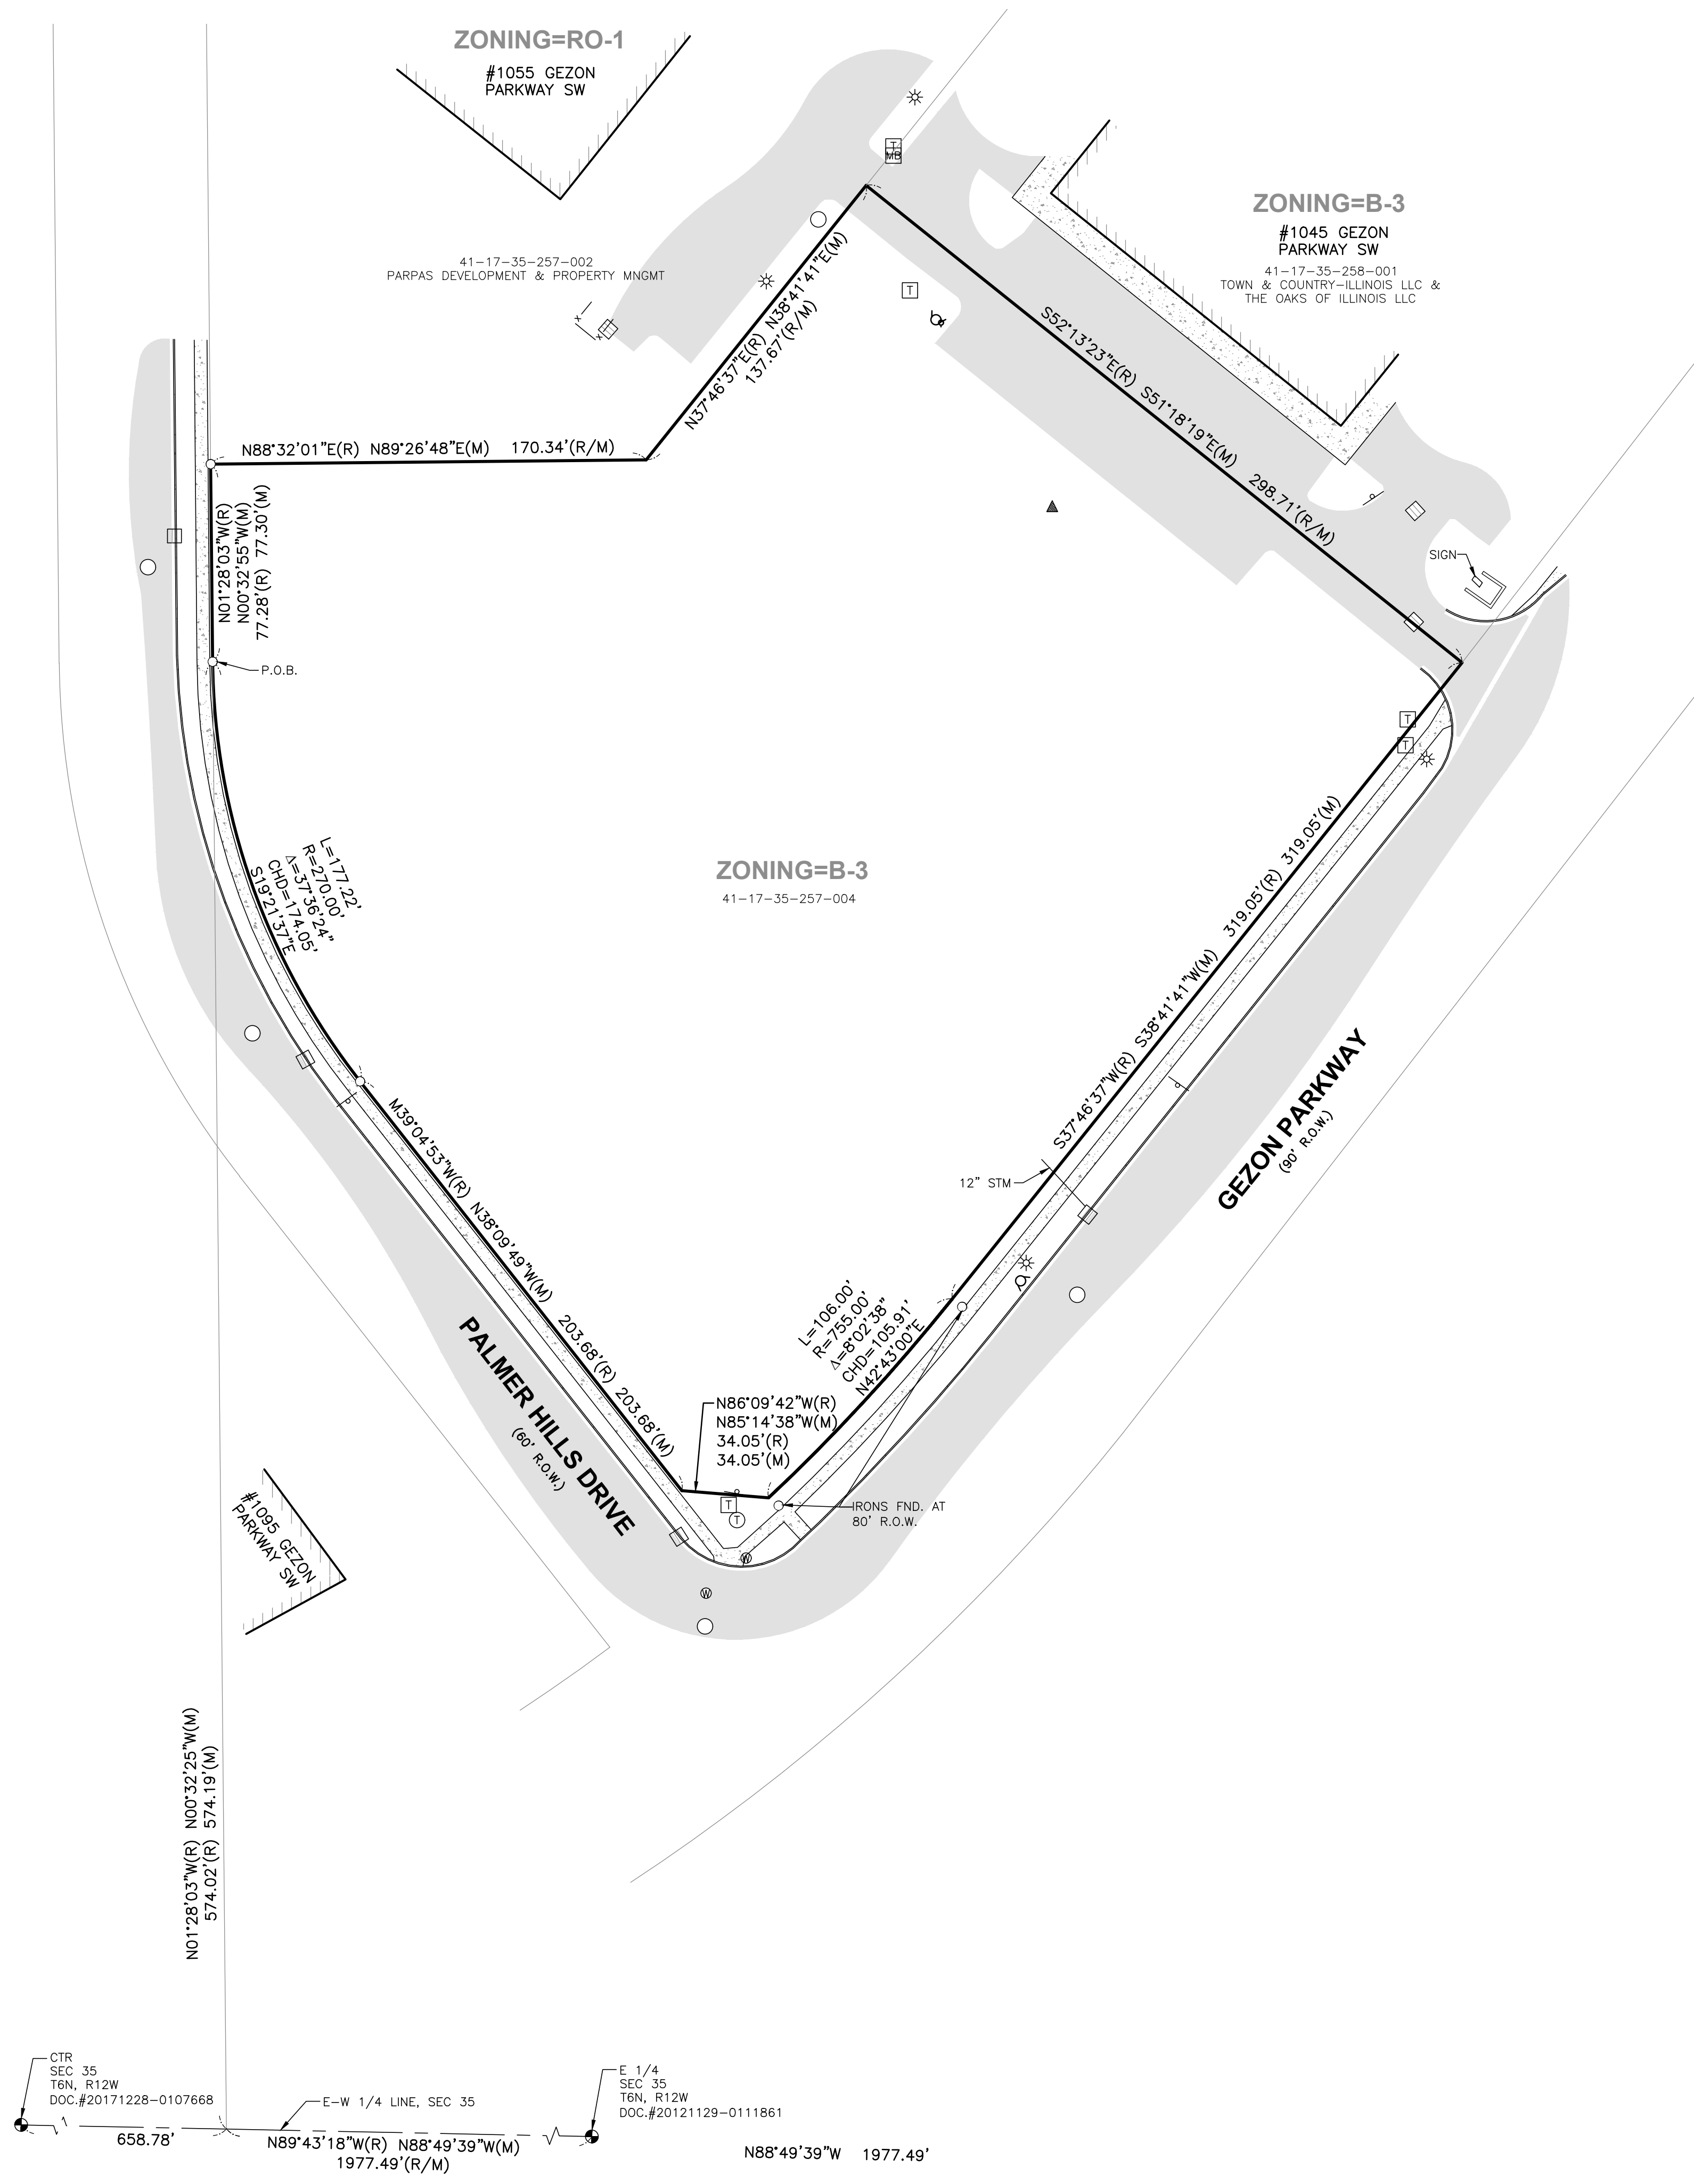 ZONING=RO-1
#1055 GEZON
PARKWAY SW
T
MB
ZONING=B-3
#1045 GEZON
PARKWAY SW
41-17-35-258-001
TOWN & COUNTRY-ILLINOIS LLC &
THE OAKS OF ILLINOIS LLC
41-17-35-257-002
PARPAS DEVELOPMENT & PROPERTY MNGMT
x
x
T
N37°46'37"E(R) N38°41'41"E(M)
137.67'(R/M)
S52°13'23"E(R) S51°18'19"E(M) 298.71'(R/M)
N88°32'01"E(R) N89°26'48"E(M) 170.34'(R/M)
N01°28'03"W(R)
N00°32'55"W(M)
77.28'(R) 77.30'(M)
SIGN
P.O.B.
T
T
L=177.22'
R=270.00'
Δ=37°36'24"
CHD=174.05'
S19°21'37"E
ZONING=B-3
41-17-35-257-004
S37°46'37"W(R) S38°41'41"W(M) 319.05'(R) 319.05'(M)
GEZON PARKWAY
(90' R.O.W.)
12" STM
M39°04'53"W(R) N38°09'49"W(M) 203.68'(R) 203.68'(M)
PALMER HILLS DRIVE
(60' R.O.W.)
L=106.00'
R=755.00'
Δ=8°02'38"
CHD=105.91'
N42°43'00"E
N86°09'42"W(R)
N85°14'38"W(M)
34.05'(R)
34.05'(M)
T
T
IRONS FND. AT
80' R.O.W.
W
W
#1095 GEZON
PARKWAY SW
N01°28'03"W(R) N00°32'25"W(M)
574.02'(R) 574.19'(M)
CTR
SEC 35
T6N, R12W
DOC.#20171228-0107668
E-W 1/4 LINE, SEC 35
E 1/4
SEC 35
T6N, R12W
DOC.#20121129-0111861
1
658.78'
N89°43'18"W(R) N88°49'39"W(M)
1977.49'(R/M)
N88°49'39"W 1977.49'